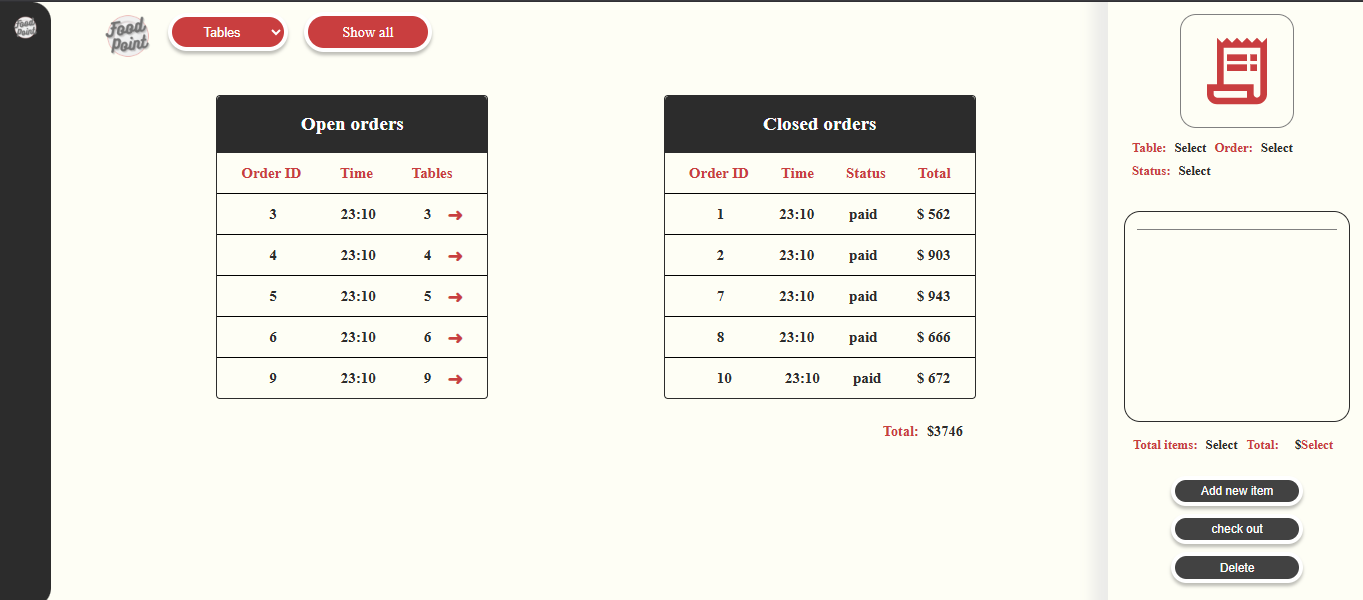 Food
Point
Food
Point
Tables
Show all
Open orders
Order ID Time Tables
3 23:10 3 ➜
4 23:10 4 ➜
5 23:10 5 ➜
6 23:10 6 ➜
9 23:10 9 ➜
Closed orders
Order ID Time Status Total
1 23:10 paid $ 562
2 23:10 paid $ 903
7 23:10 paid $ 943
8 23:10 paid $ 666
10 23:10 paid $ 672
Total: $3746
Table: Select Order: Select
Status: Select
Total items: Select Total: $Select
Add new item
check out
Delete